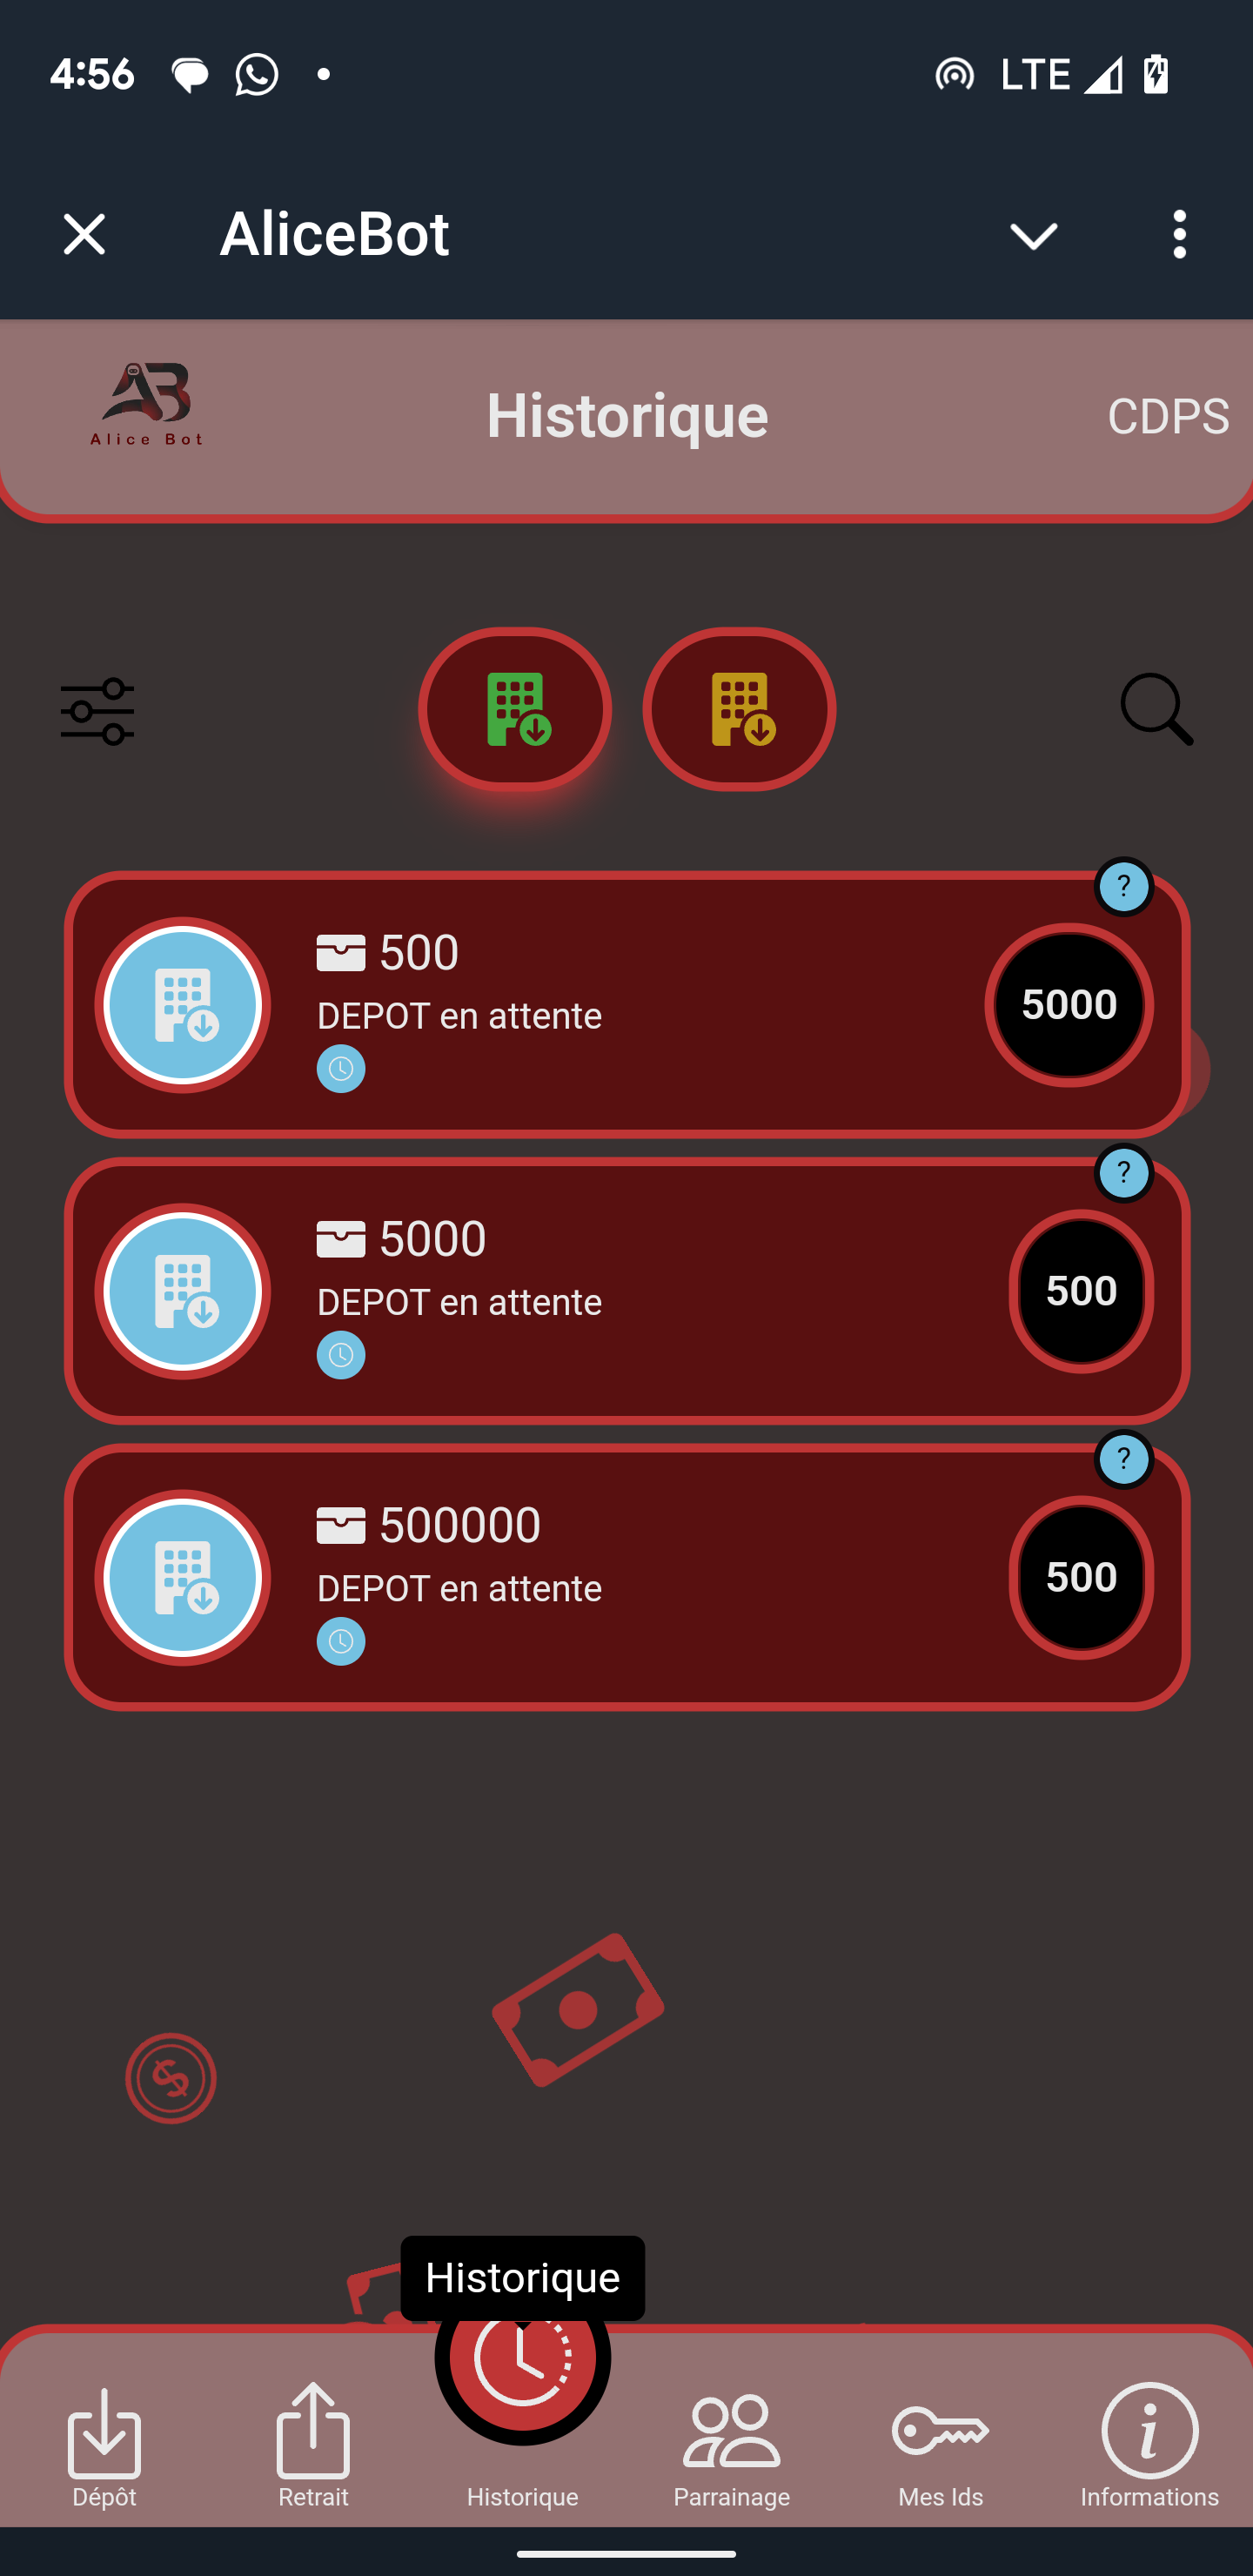 4:56
LTE
AliceBot
AB
Alice Bot
Historique
CDPS
?
500
DEPOT en attente
5000
?
5000
DEPOT en attente
500
?
500000
DEPOT en attente
500
$
Historique
Dépôt
Retrait
Historique
Parrainage
Mes Ids
Informations